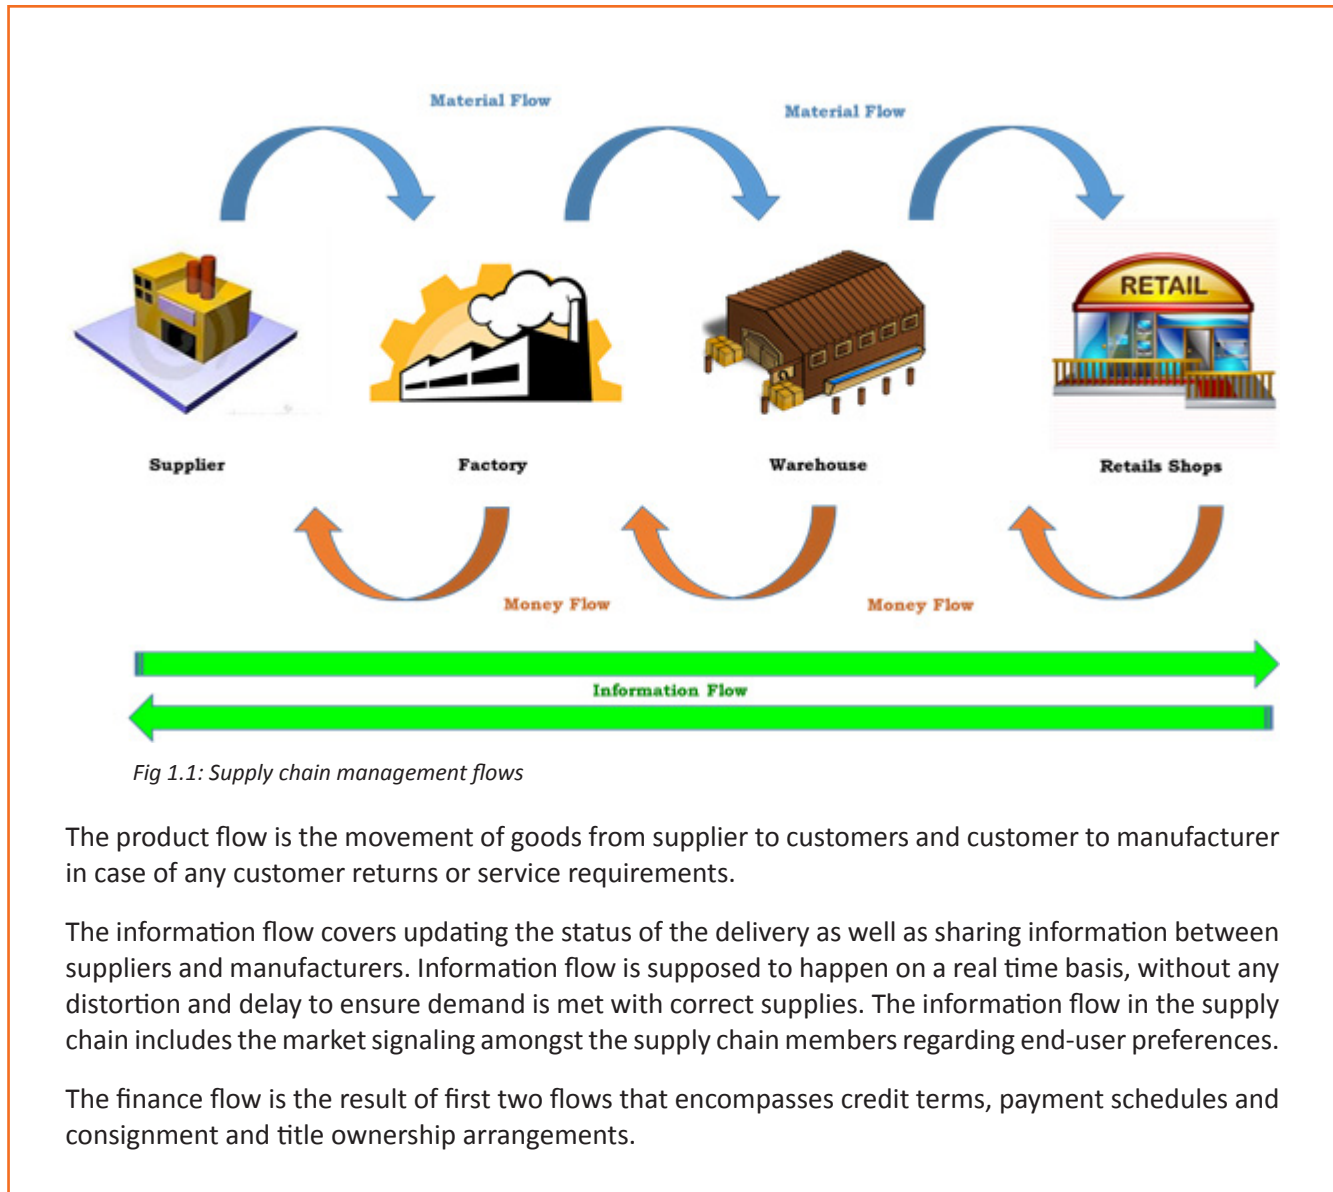 Material Flow
Material Flow
RETAIL
Supplier
Factory
Warehouse
Retails Shops
Money Flow
Money Flow
Information Flow
Fig 1.1: Supply chain management flows
The product flow is the movement of goods from supplier to customers and customer to manufacturer
in case of any customer returns or service requirements.
The information flow covers updating the status of the delivery as well as sharing information between
suppliers and manufacturers. Information flow is supposed to happen on a real time basis, without any
distortion and delay to ensure demand is met with correct supplies. The information flow in the supply
chain includes the market signaling amongst the supply chain members regarding end-user preferences.
The finance flow is the result of first two flows that encompasses credit terms, payment schedules and
consignment and title ownership arrangements.